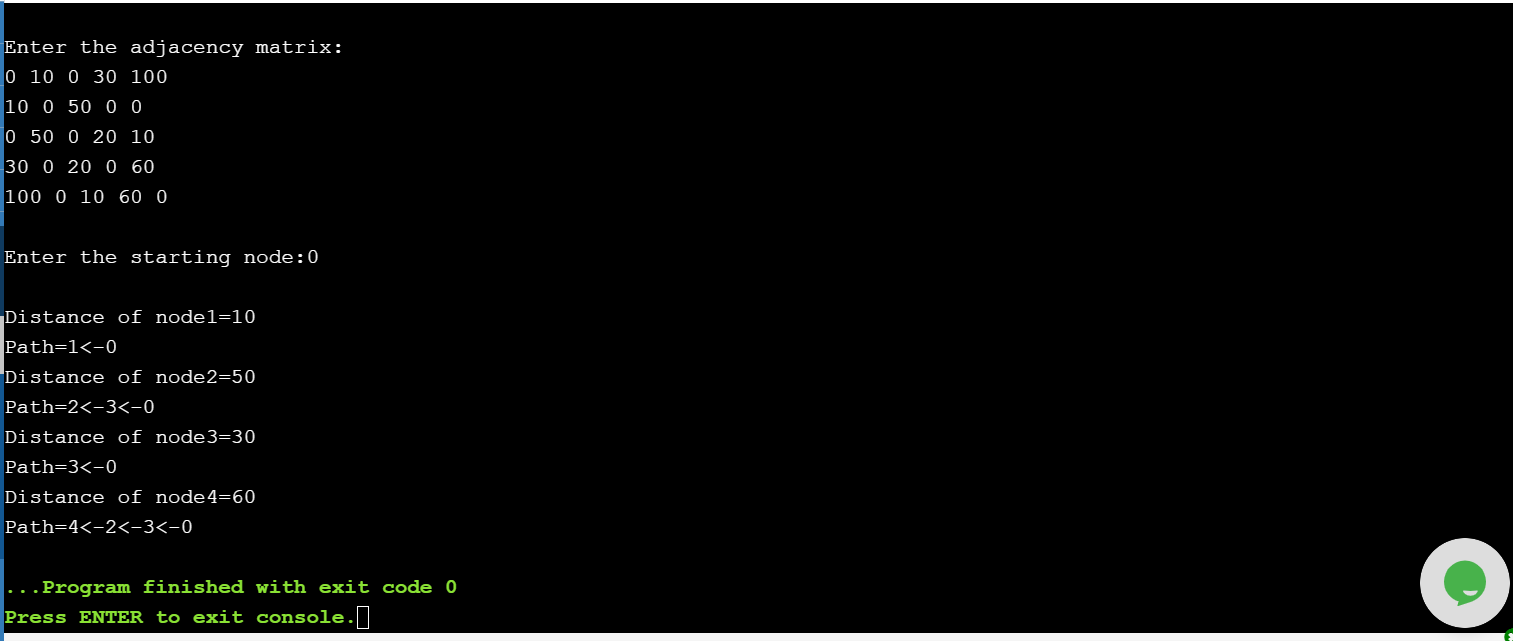 Enter the adjacency matrix:
0 10 0 30 100
10 0 50 0 0
0 50 0 20 10
30 0 20 0 60
100 0 10 60 0
Enter the starting node:0
Distance of node1=10
Path=1<-0
Distance of node2=50
Path=2<-3<-0
Distance of node3=30
Path=3<-0
Distance of node4=60
Path=4<-2<-3<-0
...Program finished with exit code 0
Press ENTER to exit console.